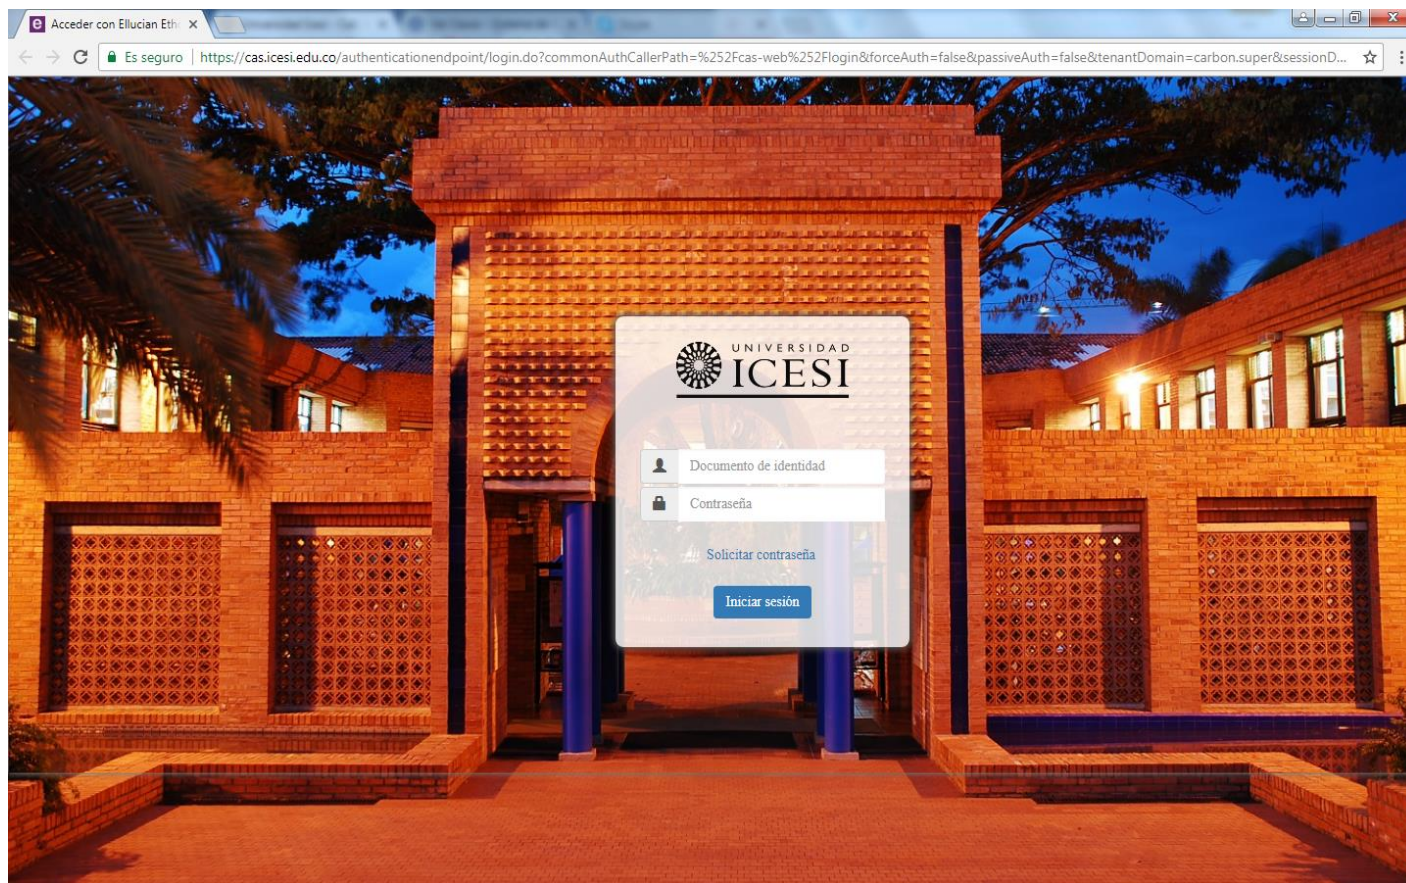 Acceder con Ellucian Eth
Es seguro
https://cas.icesi.edu.co/authenticationendpoint/login.do?commonAuthCallerPath=%252Fcas-web%252Flogin&forceAuth=false&passiveAuth=false&tenantDomain=carbon.super&sessionD...
UNIVERSIDAD
ICESI
Documento de identidad
Contraseña
Solicitar contraseña
Iniciar sesión